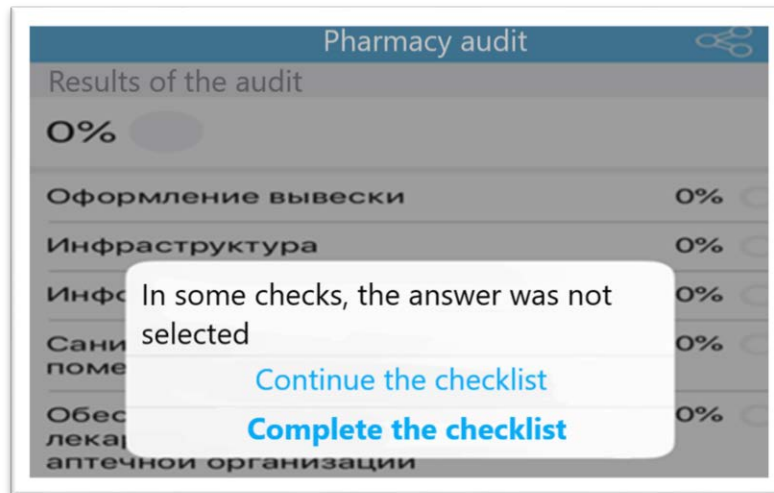 Pharmacy audit
Results of the audit
0%
Оформление вывески 0%
Инфраструктура 0%
0%
In some checks, the answer was not
selected
0%
Continue the checklist
0%
Complete the checklist
аптечной организации